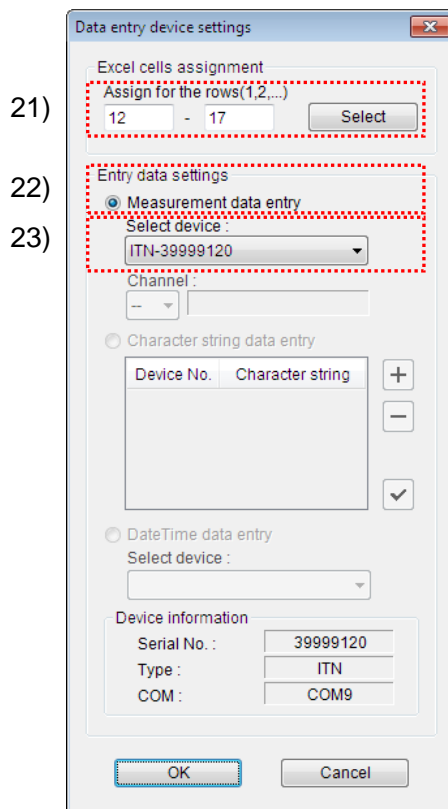 Data entry device settings
Excel cells assignment
21) Assign for the rows(1,2,...)
12 - 17 Select
Entry data settings
22) Measurement data entry
23) Select device :
ITN-39999120
Channel :
--
Character string data entry
Device No. Character string
DateTime data entry
Select device :
Device information
Serial No. : 39999120
Type : ITN
COM : COM9
OK Cancel